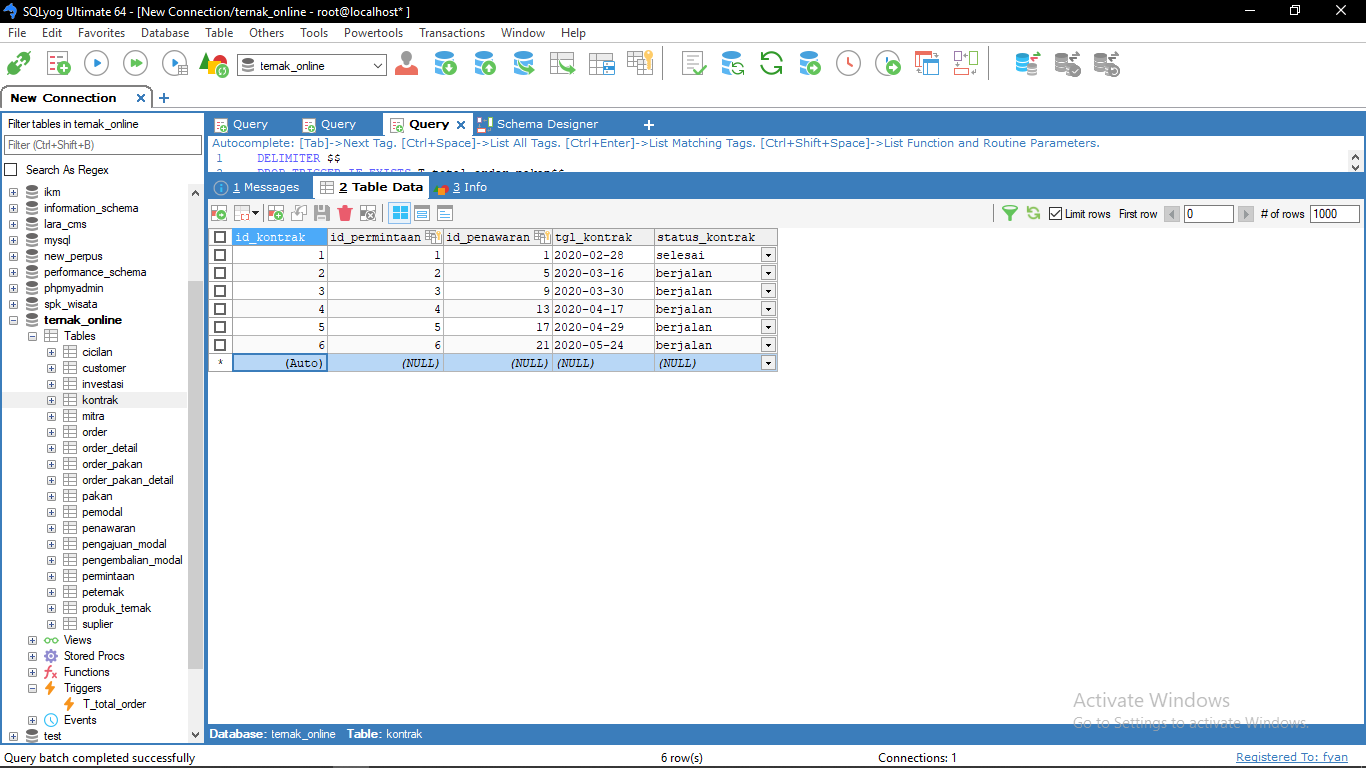 SQLyog Ultimate 64 - [New Connection/ternak_online - root@localhost* ]
File Edit Favorites Database Table Others Tools Powertools Transactions Window Help
ternak_online
New Connection
Filter tables in ternak_online
Filter (Ctrl+Shift+B)
Search As Regex
ikm
information_schema
lara_cms
mysql
new_perpus
performance_schema
phpmyadmin
spk_wisata
ternak_online
Tables
cicilan
customer
investasi
kontrak
mitra
order
order_detail
order_pakan
order_pakan_detail
pakan
pemodal
penawaran
pengajuan_modal
pengembalian_modal
permintaan
peternak
produk_ternak
suplier
Views
Stored Procs
Functions
Triggers
T_total_order
Events
test
Query Query Query Schema Designer
Autocomplete: [Tab]->Next Tag. [Ctrl+Space]->List All Tags. [Ctrl+Enter]->List Matching Tags. [Ctrl+Shift+Space]->List Function and Routine Parameters.
1 DELIMITER $$
1 Messages 2 Table Data 3 Info
Limit rows First row 0 # of rows 1000
id_kontrak id_permintaan id_penawaran tgl_kontrak status_kontrak
1 1 1 2020-02-28 selesai
2 2 5 2020-03-16 berjalan
3 3 9 2020-03-30 berjalan
4 4 13 2020-04-17 berjalan
5 5 17 2020-04-29 berjalan
6 6 21 2020-05-24 berjalan
* (Auto) (NULL) (NULL) (NULL) (NULL)
Activate Windows
Go to Settings to activate Windows.
Database: ternak_online Table: kontrak
Query batch completed successfully 6 row(s) Connections: 1 Registered To: fyan